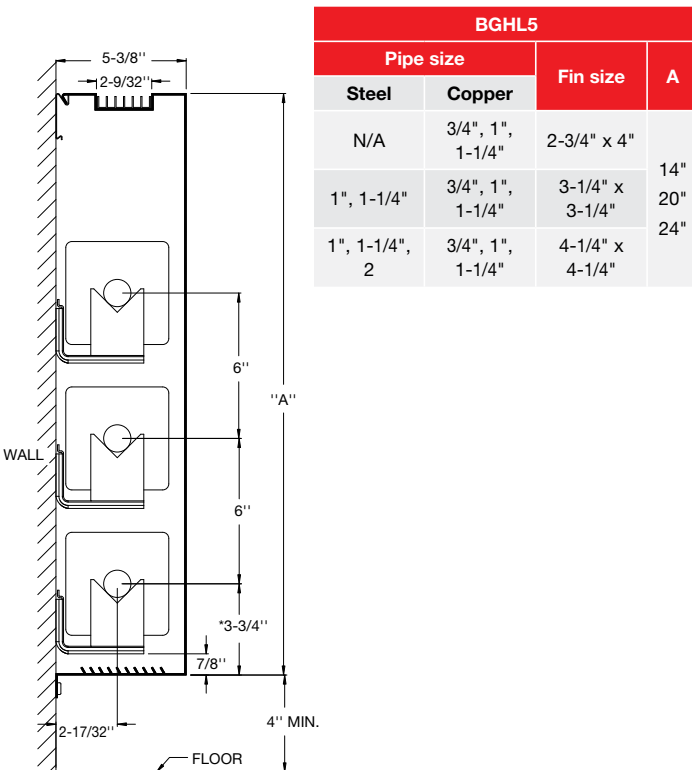 BGHL5
Pipe size
Fin size
A
Steel
Copper
N/A
3/4", 1",
1-1/4"
2-3/4" x 4"
1", 1-1/4"
3/4", 1",
1-1/4"
3-1/4" x
3-1/4"
1", 1-1/4",
2
3/4", 1",
1-1/4"
4-1/4" x
4-1/4"
14"
20"
24"
5-3/8''
2-9/32''
6''
''A''
WALL
6''
*3-3/4''
7/8''
2-17/32''
4'' MIN.
FLOOR